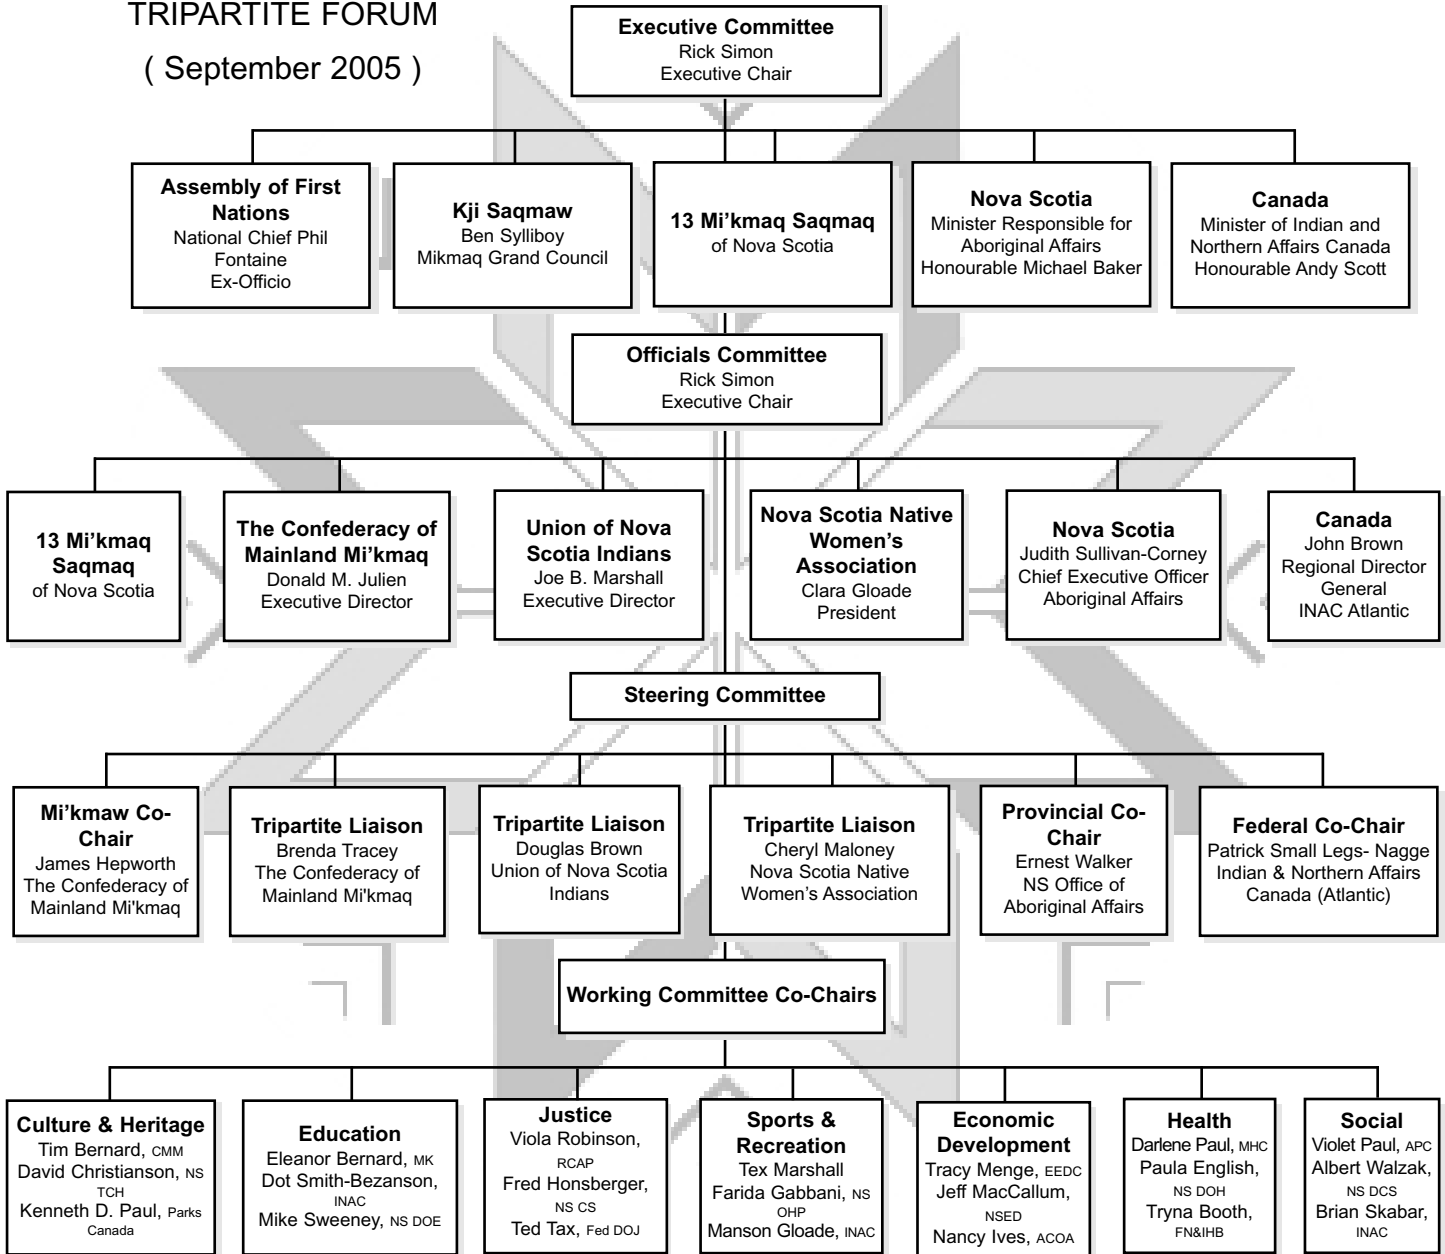 TRIPARTITE FORUM
( September 2005 )
Executive Committee
Rick Simon
Executive Chair
Assembly of First
Nations
National Chief Phil
Fontaine
Ex-Officio
Kji Saqmaw
Ben Sylliboy
Mikmaq Grand Council
13 Mi'kmaq Saqmaq
of Nova Scotia
Nova Scotia
Minister Responsible for
Aboriginal Affairs
Honourable Michael Baker
Canada
Minister of Indian and
Northern Affairs Canada
Honourable Andy Scott
Officials Committee
Rick Simon
Executive Chair
13 Mi'kmaq
Saqmaq
of Nova Scotia
The Confederacy of
Mainland Mi'kmaq
Donald M. Julien
Executive Director
Union of Nova
Scotia Indians
Joe B. Marshall
Executive Director
Nova Scotia Native
Women's
Association
Clara Gloade
President
Nova Scotia
Judith Sullivan-Corney
Chief Executive Officer
Aboriginal Affairs
Canada
John Brown
Regional Director
General
INAC Atlantic
Steering Committee
Mi'kmaw Co-
Chair
James Hepworth
The Confederacy of
Mainland Mi'kmaq
Tripartite Liaison
Brenda Tracey
The Confederacy of
Mainland Mi'kmaq
Tripartite Liaison
Douglas Brown
Union of Nova Scotia
Indians
Tripartite Liaison
Cheryl Maloney
Nova Scotia Native
Women's Association
Provincial Co-
Chair
Ernest Walker
NS Office of
Aboriginal Affairs
Federal Co-Chair
Patrick Small Legs- Nagge
Indian & Northern Affairs
Canada (Atlantic)
Working Committee Co-Chairs
Culture & Heritage
Tim Bernard, CMM
David Christianson, NS
TCH
Kenneth D. Paul, Parks
Canada
Education
Eleanor Bernard, MK
Dot Smith-Bezanson,
INAC
Mike Sweeney, NS DOE
Justice
Viola Robinson,
RCAP
Fred Honsberger,
NS CS
Ted Tax, Fed DOJ
Sports &
Recreation
Tex Marshall
Farida Gabbani, NS
OHP
Manson Gloade, INAC
Economic
Development
Tracy Menge, EEDC
Jeff MacCallum,
NSED
Nancy Ives, ACOA
Health
Darlene Paul, MHC
Paula English,
NS DOH
Tryna Booth,
FN&IHB
Social
Violet Paul, APC
Albert Walzak,
NS DCS
Brian Skabar,
INAC